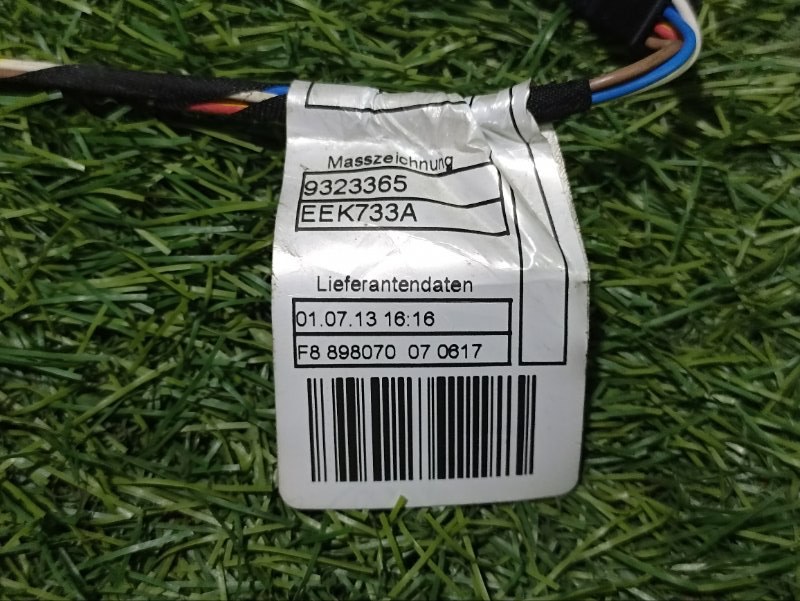 Masszeichnung
9323365
EEK733A
Lieferantendaten
01.07.13 16:16
F8 898070 07 0617